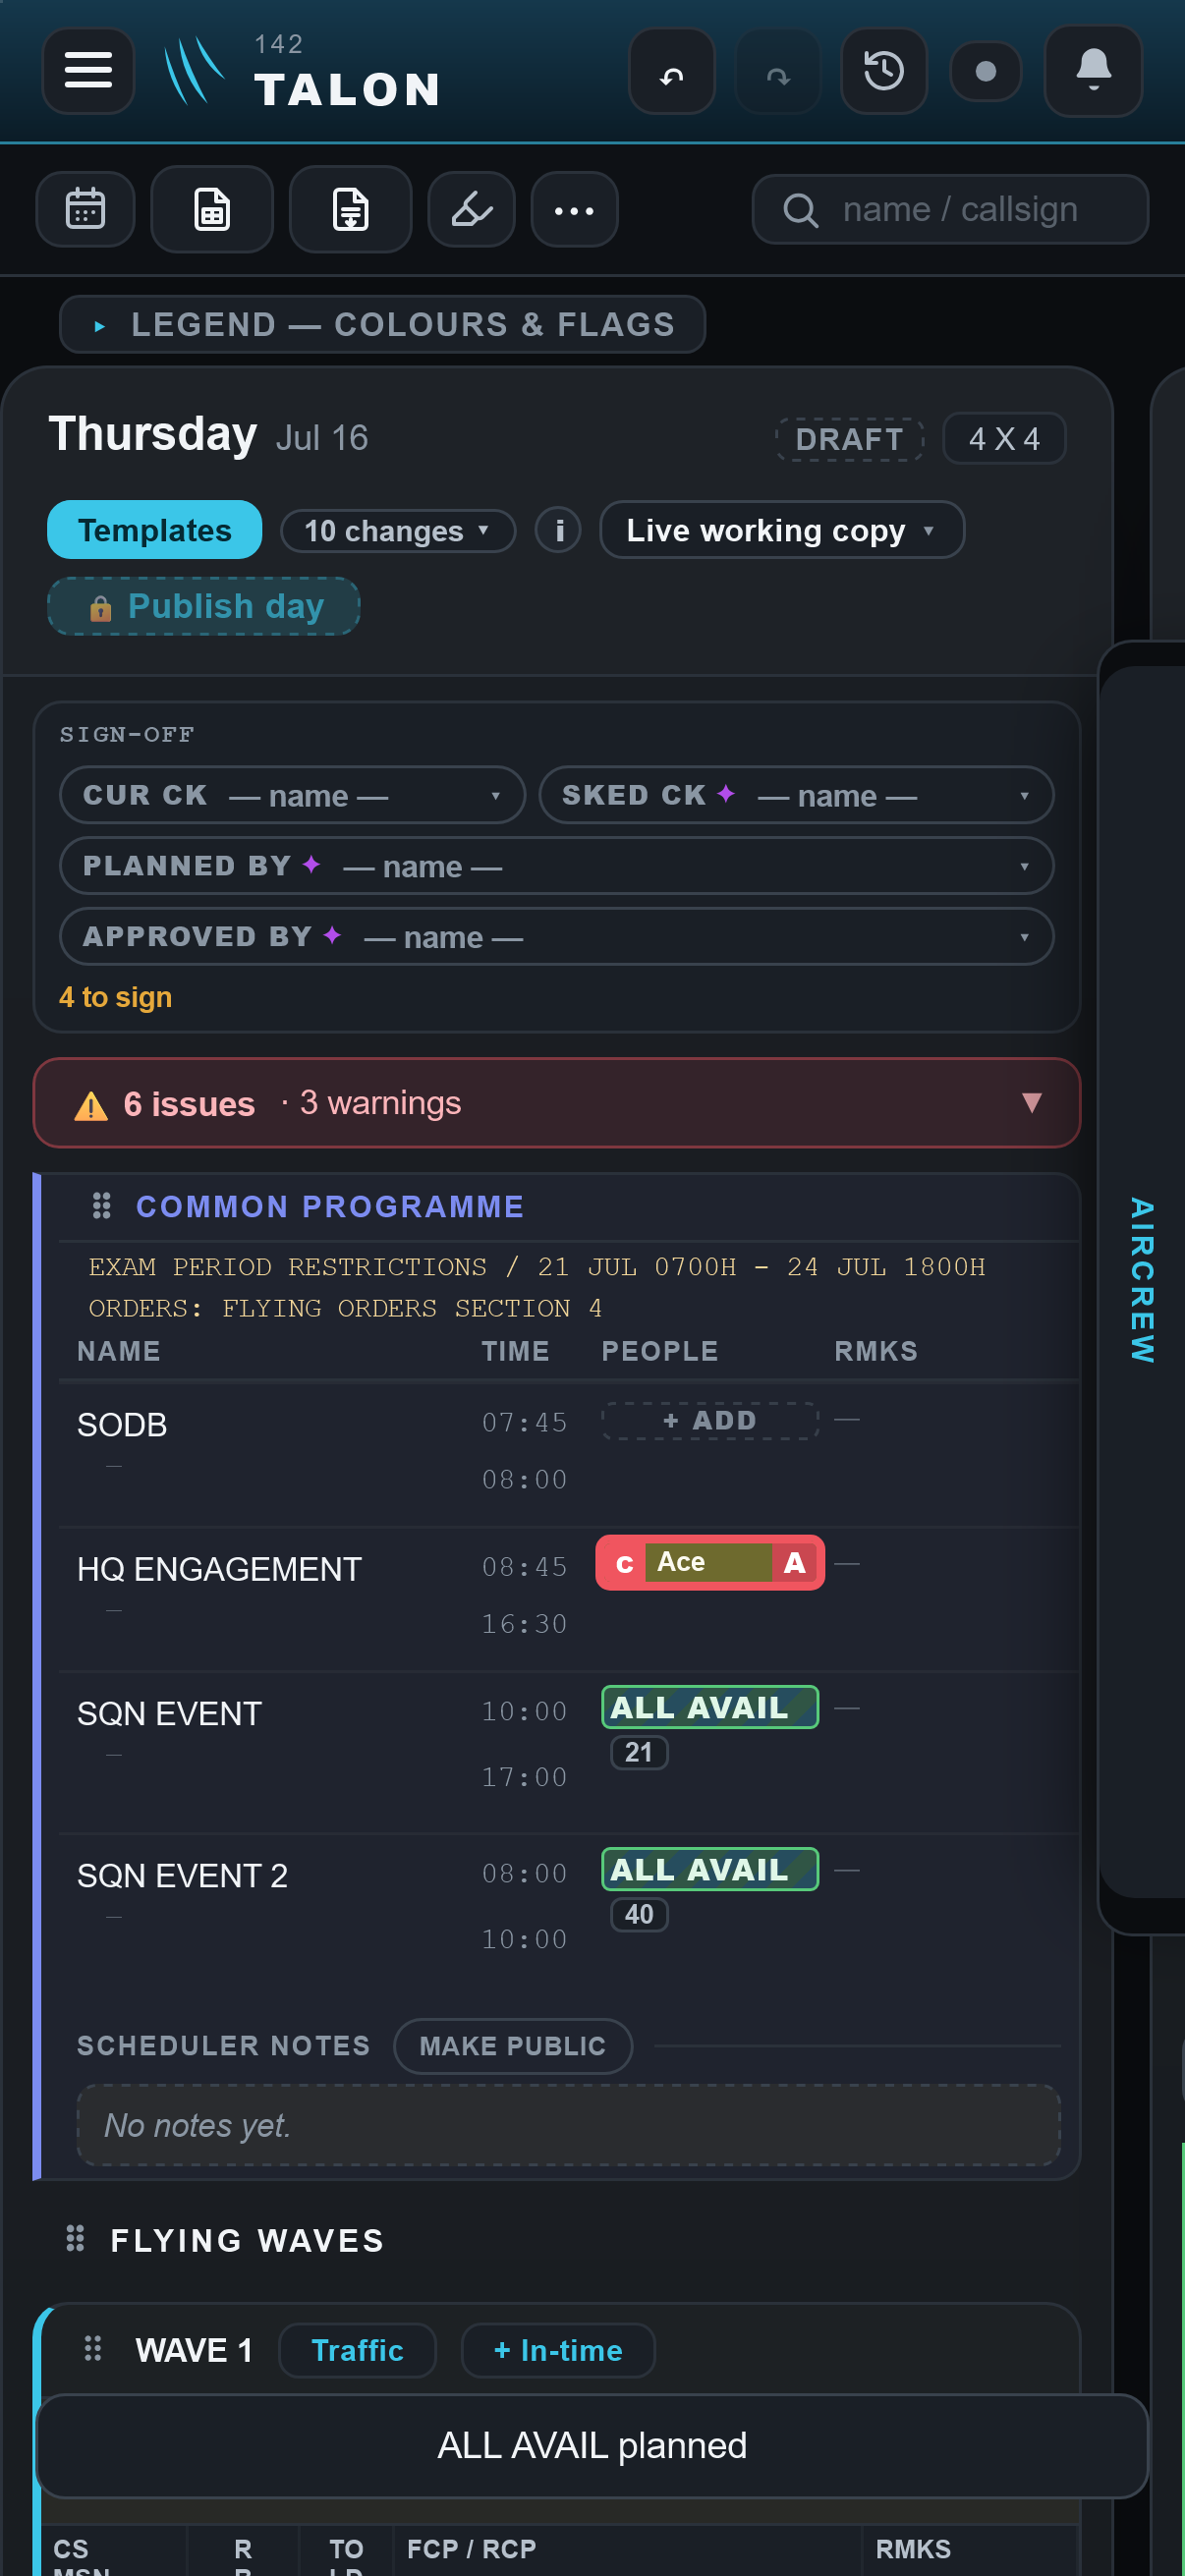 142
TALON
name / callsign
LEGEND — COLOURS & FLAGS
Thursday Jul 16 DRAFT 4 X 4
Templates 10 changes i Live working copy
Publish day
SIGN-OFF
CUR CK — name — SKED CK — name —
PLANNED BY — name —
APPROVED BY — name —
4 to sign
6 issues · 3 warnings
AIRCREW
COMMON PROGRAMME
EXAM PERIOD RESTRICTIONS / 21 JUL 0700H - 24 JUL 1800H
ORDERS: FLYING ORDERS SECTION 4
NAME TIME PEOPLE RMKS
SODB 07:45 + ADD —
— 08:00
HQ ENGAGEMENT 08:45 c Ace A —
— 16:30
SQN EVENT 10:00 ALL AVAIL —
— 21
17:00
SQN EVENT 2 08:00 ALL AVAIL —
— 40
10:00
SCHEDULER NOTES MAKE PUBLIC
No notes yet.
FLYING WAVES
WAVE 1 Traffic + In-time
ALL AVAIL planned
CS R TO FCP / RCP RMKS